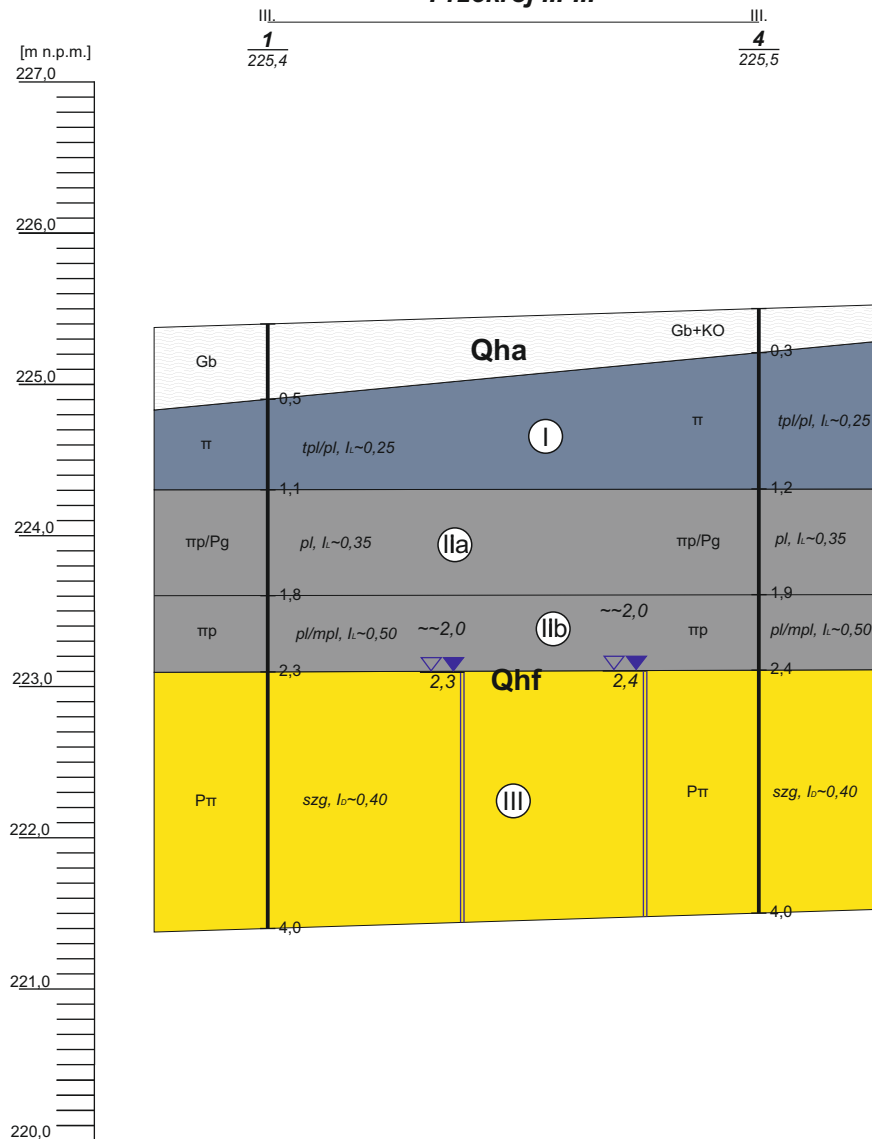 Przekrój III-III
III. III.
1 4
[m n.p.m.] 225,4 225,5
227,0
226,0
Gb+KO
Qha
Gb 0,3
225,0
0,5
π tpl/pl, IL~0,25 I π tpl/pl, IL~0,25
1,1 1,2
224,0
πp/Pg pl, IL~0,35 IIa πp/Pg pl, IL~0,35
1,8 1,9
~~2,0 ~~2,0
πp pl/mpl, IL~0,50 IIb πp pl/mpl, IL~0,50
2,3 2,4
223,0
2,3 Qhf 2,4
Pπ szg, ID~0,40 III Pπ szg, ID~0,40
222,0
4,0 4,0
221,0
220,0